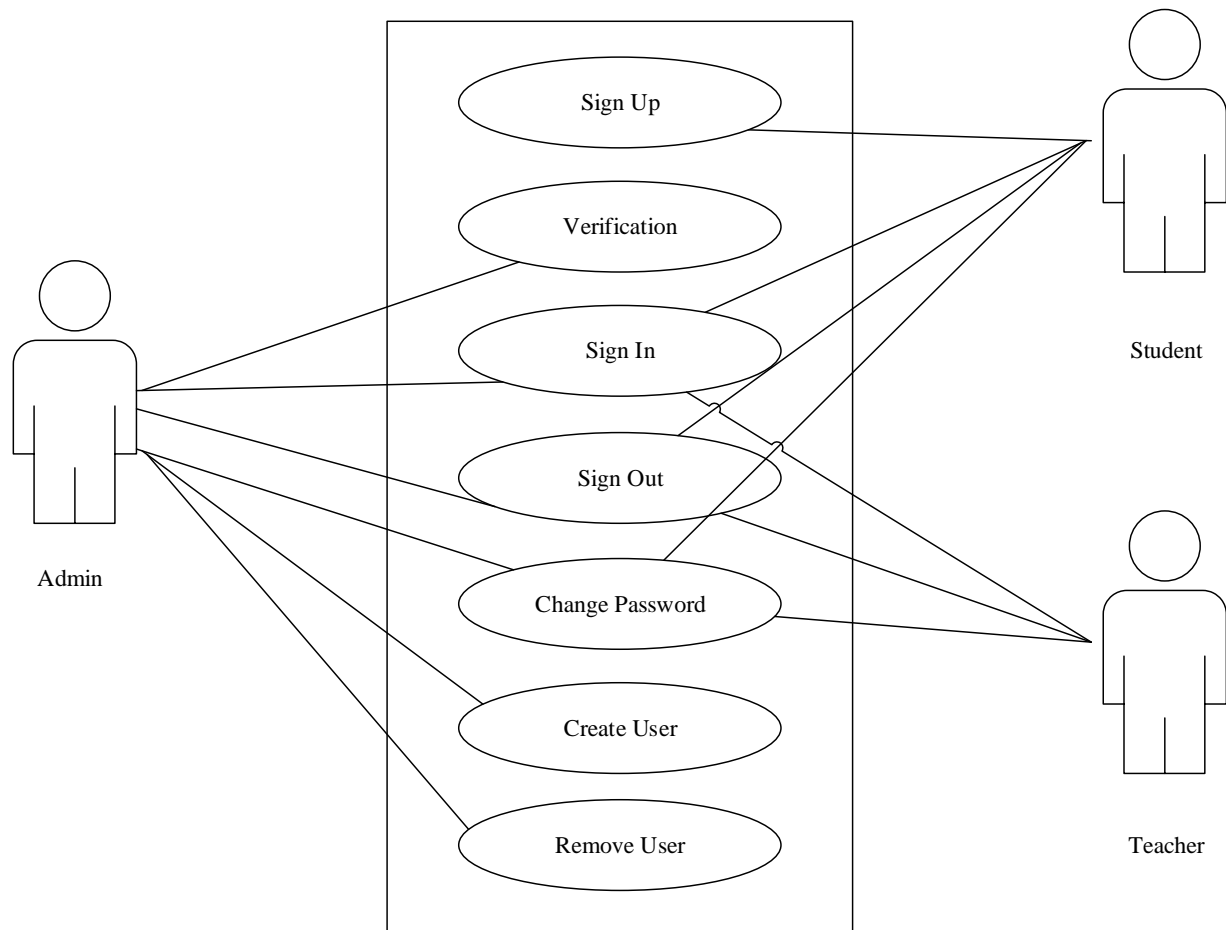 Sign Up
Verification
Sign In
Student
Sign Out
Admin
Change Password
Create User
Remove User
Teacher